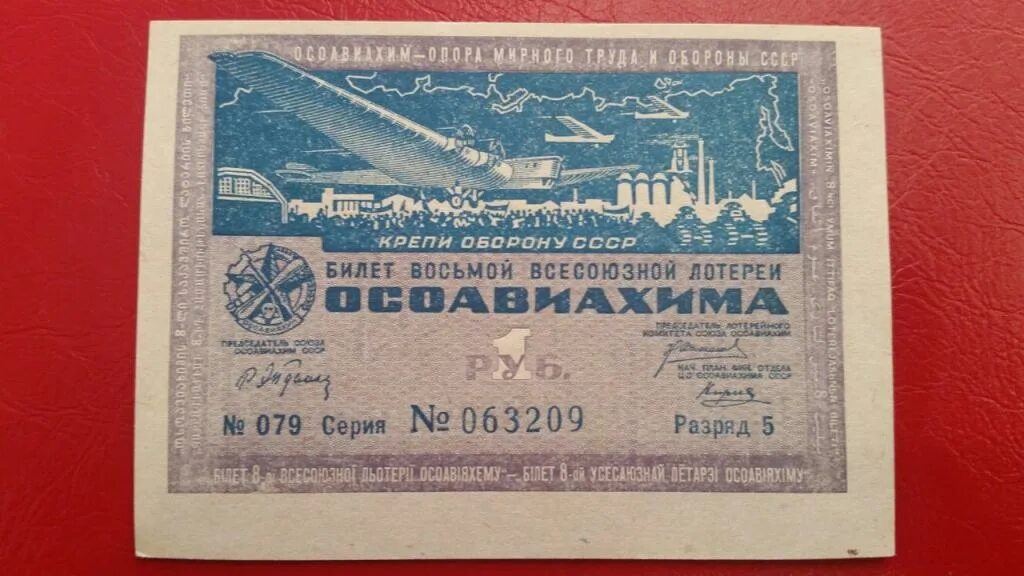 ОСОАВИАХИМ—ОПОРА МИРНОГО ТРУДА И ОБОРОНЫ СССР
КРЕПИ ОБОРОНУ СССР
БИЛЕТ ВОСЬМОЙ ВСЕСОЮЗНОЙ ЛОТЕРЕИ
ОСОАВИАХИМА
ОСОАВИАХИМ
ПРЕДСЕДАТЕЛЬ СОЮЗА
ОСОАВИАХИМ СССР
1
РУБ.
ПРЕДСЕДАТЕЛЬ ЛОТЕРЕЙНОГО
КОМИТЕТА СОЮЗА ОСОАВИАХИМ
НАЧ. ПЛАН. ФИН. ОТДЕЛА
Ц.С ОСОАВИАХИМА СССР
№ 079 Серия № 063209 Разряд 5
БІЛЕТ 8-ої ВСЕСОЮЗНОЇ ЛЬОТЕРІЇ ОСОАВІЯХЕМУ — БІЛЕТ 8-ой УСЕСАЮЗНАЙ ЛЁТАРЭІ ОСОАВІЯХІМУ